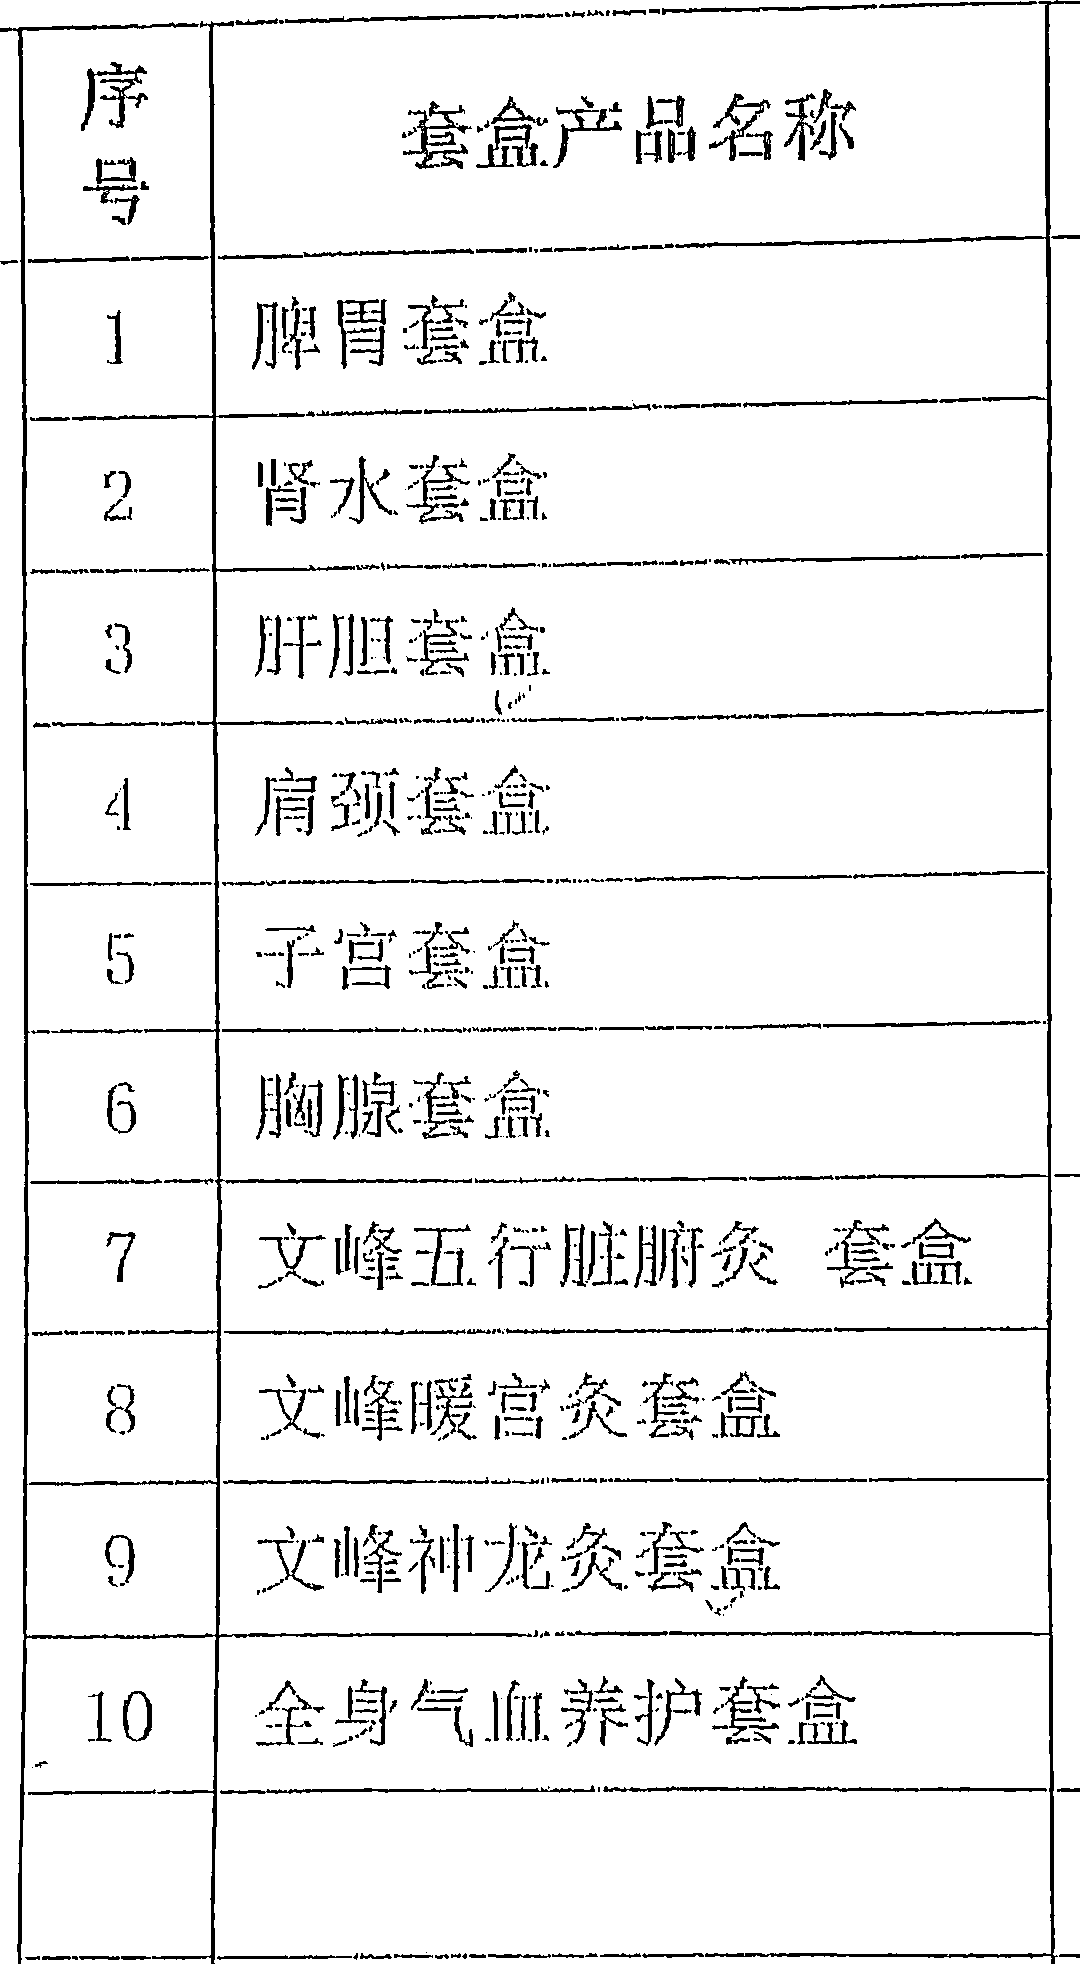 序号 套盒产品名称
1 脾胃套盒
2 肾水套盒
3 肝胆套盒
4 肩颈套盒
5 子宫套盒
6 胸腺套盒
7 文峰五行脏腑灸 套盒
8 文峰暖宫灸套盒
9 文峰神龙灸套盒
10 全身气血养护套盒